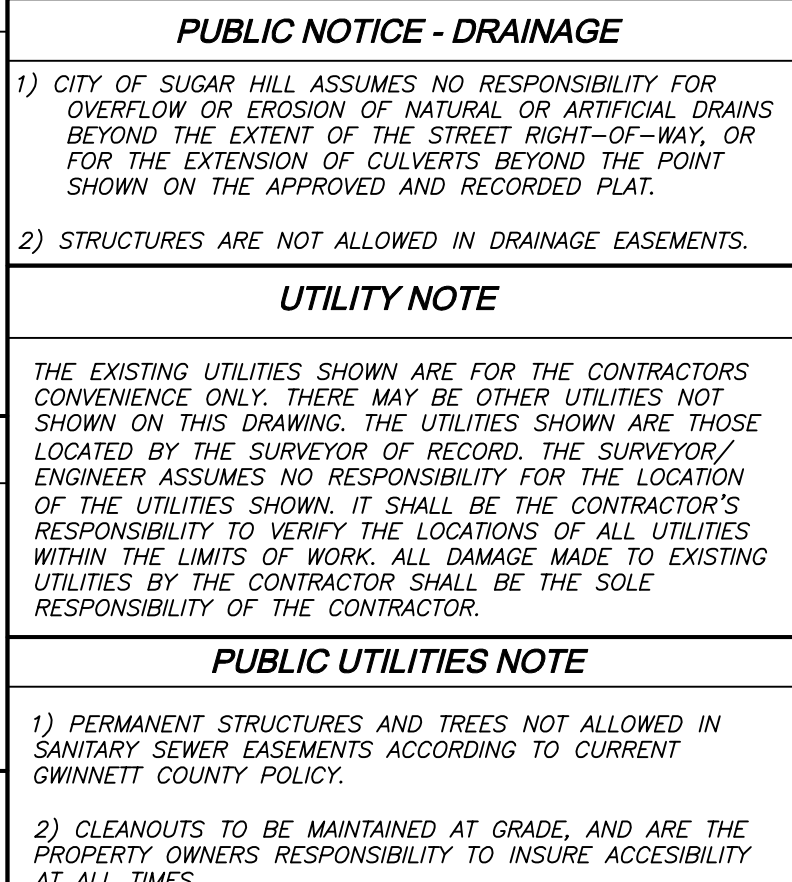 PUBLIC NOTICE - DRAINAGE
1) CITY OF SUGAR HILL ASSUMES NO RESPONSIBILITY FOR
OVERFLOW OR EROSION OF NATURAL OR ARTIFICIAL DRAINS
BEYOND THE EXTENT OF THE STREET RIGHT-OF-WAY, OR
FOR THE EXTENSION OF CULVERTS BEYOND THE POINT
SHOWN ON THE APPROVED AND RECORDED PLAT.
2) STRUCTURES ARE NOT ALLOWED IN DRAINAGE EASEMENTS.
UTILITY NOTE
THE EXISTING UTILITIES SHOWN ARE FOR THE CONTRACTORS
CONVENIENCE ONLY. THERE MAY BE OTHER UTILITIES NOT
SHOWN ON THIS DRAWING. THE UTILITIES SHOWN ARE THOSE
LOCATED BY THE SURVEYOR OF RECORD. THE SURVEYOR/
ENGINEER ASSUMES NO RESPONSIBILITY FOR THE LOCATION
OF THE UTILITIES SHOWN. IT SHALL BE THE CONTRACTOR'S
RESPONSIBILITY TO VERIFY THE LOCATIONS OF ALL UTILITIES
WITHIN THE LIMITS OF WORK. ALL DAMAGE MADE TO EXISTING
UTILITIES BY THE CONTRACTOR SHALL BE THE SOLE
RESPONSIBILITY OF THE CONTRACTOR.
PUBLIC UTILITIES NOTE
1) PERMANENT STRUCTURES AND TREES NOT ALLOWED IN
SANITARY SEWER EASEMENTS ACCORDING TO CURRENT
GWINNETT COUNTY POLICY.
2) CLEANOUTS TO BE MAINTAINED AT GRADE, AND ARE THE
PROPERTY OWNERS RESPONSIBILITY TO INSURE ACCESIBILITY
AT ALL TIMES